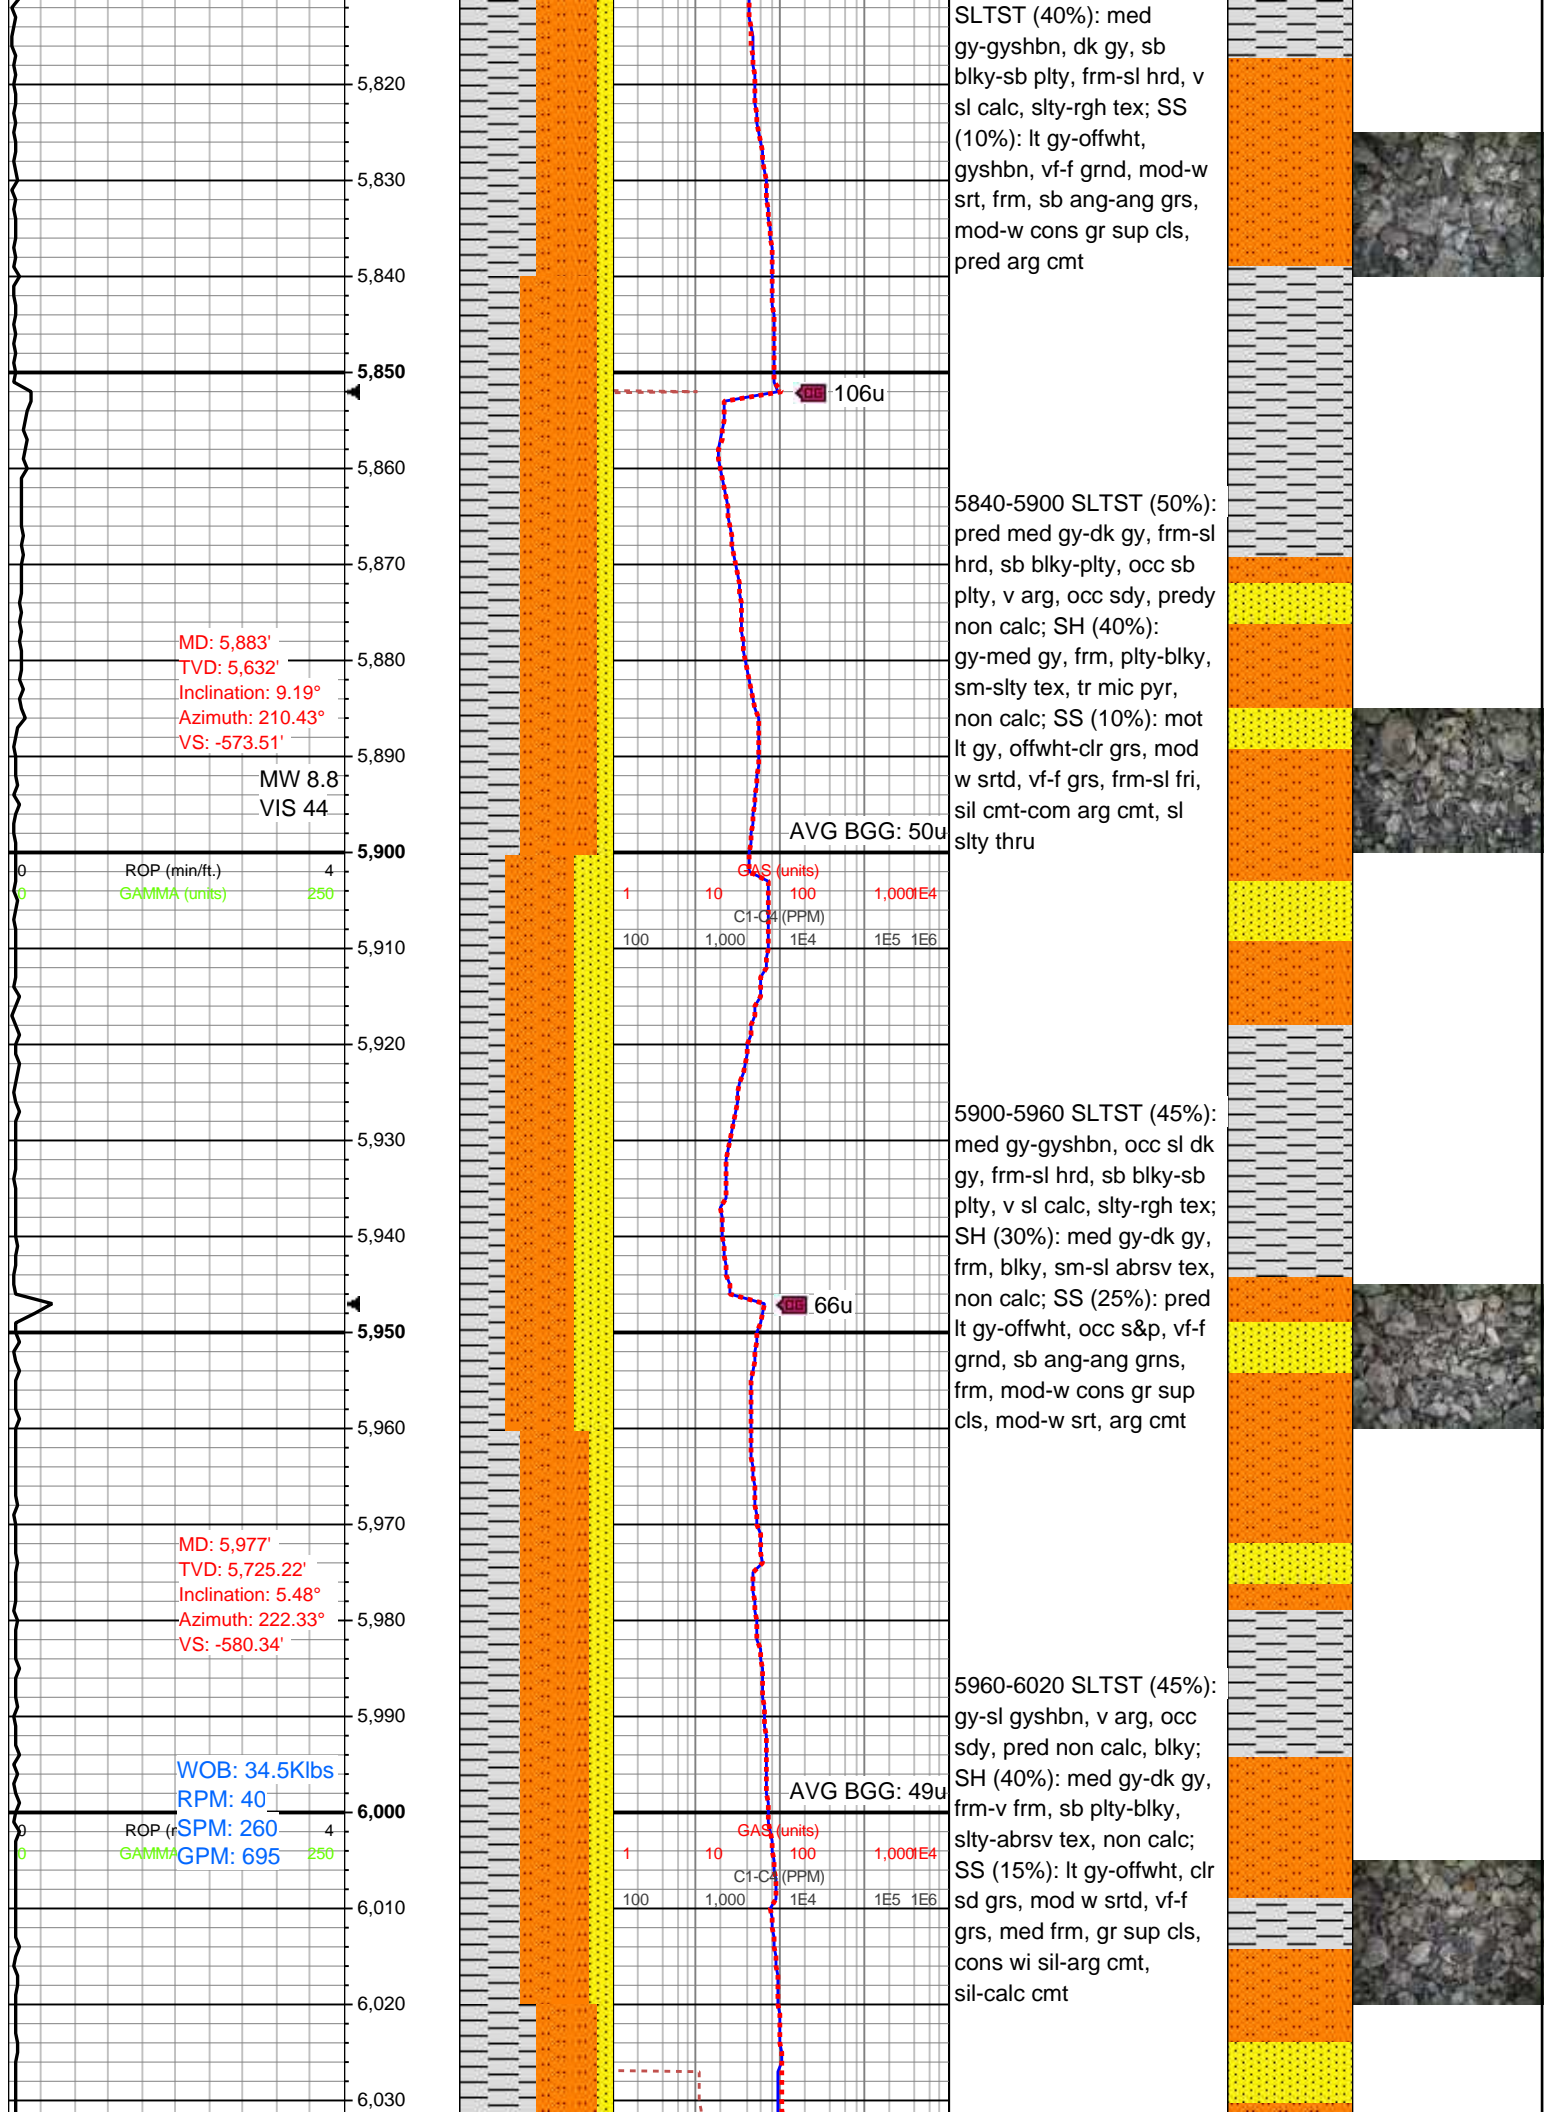 SLTST (40%): med
gy-gyshbn, dk gy, sb
blky-sb plty, frm-sl hrd, v
sl calc, slty-rgh tex; SS
(10%): lt gy-offwht,
gyshbn, vf-f grnd, mod-w
srt, frm, sb ang-ang grs,
mod-w cons gr sup cls,
pred arg cmt
5,820
5,830
5,840
5,850
CG 106u
5,860
5840-5900 SLTST (50%):
pred med gy-dk gy, frm-sl
hrd, sb blky-plty, occ sb
plty, v arg, occ sdy, predy
non calc; SH (40%):
gy-med gy, frm, plty-blky,
sm-slty tex, tr mic pyr,
non calc; SS (10%): mot
lt gy, offwht-clr grs, mod
w srtd, vf-f grs, frm-sl fri,
sil cmt-com arg cmt, sl
slty thru
5,870
MD: 5,883'
TVD: 5,632'
Inclination: 9.19°
Azimuth: 210.43°
VS: -573.51'
5,880
5,890
MW 8.8
VIS 44
AVG BGG: 50u
5,900
0 ROP (min/ft.) 4
0 GAMMA (units) 250
GAS (units)
1 10 100 1,000 1E4
C1-C4 (PPM)
100 1,000 1E4 1E5 1E6
5,910
5,920
5,930
5,940
CG 66u
5,950
5,960
5900-5960 SLTST (45%):
med gy-gyshbn, occ sl dk
gy, frm-sl hrd, sb blky-sb
plty, v sl calc, slty-rgh tex;
SH (30%): med gy-dk gy,
frm, blky, sm-sl abrsv tex,
non calc; SS (25%): pred
lt gy-offwht, occ s&p, vf-f
grnd, sb ang-ang grns,
frm, mod-w cons gr sup
cls, mod-w srt, arg cmt
5,970
MD: 5,977'
TVD: 5,725.22'
Inclination: 5.48°
Azimuth: 222.33°
VS: -580.34'
5,980
5,990
WOB: 34.5Klbs
RPM: 40
SPM: 260
GPM: 695
AVG BGG: 49u
6,000
0 ROP (r 4
0 GAMMA 250
GAS (units)
1 10 100 1,000 1E4
C1-C4 (PPM)
100 1,000 1E4 1E5 1E6
5960-6020 SLTST (45%):
gy-sl gyshbn, v arg, occ
sdy, pred non calc, blky;
SH (40%): med gy-dk gy,
frm-v frm, sb plty-blky,
slty-abrsv tex, non calc;
SS (15%): lt gy-offwht, clr
sd grs, mod w srtd, vf-f
grs, med frm, gr sup cls,
cons wi sil-arg cmt,
sil-calc cmt
6,010
6,020
6,030